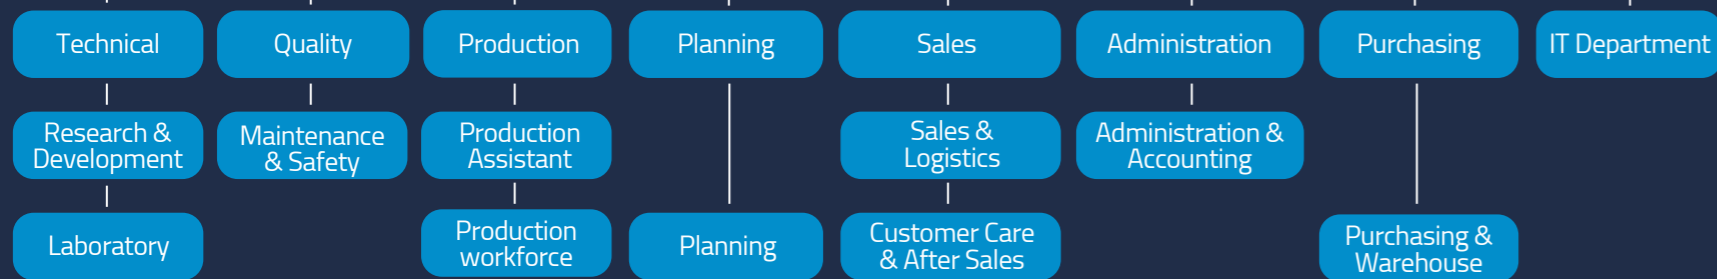 Technical
Quality
Production
Planning
Sales
Administration
Purchasing
IT Department
Research &
Development
Maintenance
& Safety
Production
Assistant
Sales &
Logistics
Administration &
Accounting
Laboratory
Production
workforce
Planning
Customer Care
& After Sales
Purchasing &
Warehouse